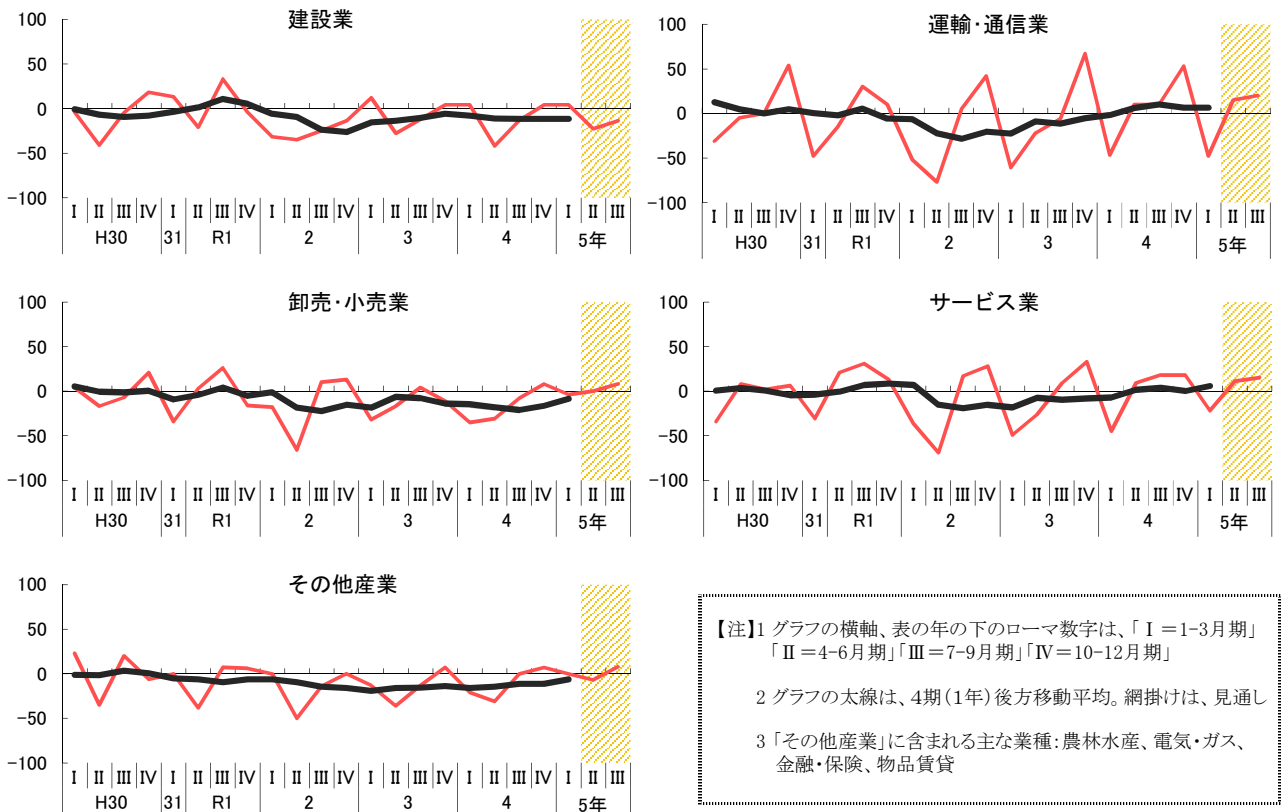 建設業
100
50
0
-50
-100
Ⅰ Ⅱ Ⅲ Ⅳ Ⅰ Ⅱ Ⅲ Ⅳ Ⅰ Ⅱ Ⅲ Ⅳ Ⅰ Ⅱ Ⅲ Ⅳ Ⅰ Ⅱ Ⅲ Ⅳ Ⅰ Ⅱ Ⅲ
H30 31 R1 2 3 4 5年
運輸・通信業
100
50
0
-50
-100
Ⅰ Ⅱ Ⅲ Ⅳ Ⅰ Ⅱ Ⅲ Ⅳ Ⅰ Ⅱ Ⅲ Ⅳ Ⅰ Ⅱ Ⅲ Ⅳ Ⅰ Ⅱ Ⅲ Ⅳ Ⅰ Ⅱ Ⅲ
H30 31 R1 2 3 4 5年
卸売・小売業
100
50
0
-50
-100
Ⅰ Ⅱ Ⅲ Ⅳ Ⅰ Ⅱ Ⅲ Ⅳ Ⅰ Ⅱ Ⅲ Ⅳ Ⅰ Ⅱ Ⅲ Ⅳ Ⅰ Ⅱ Ⅲ Ⅳ Ⅰ Ⅱ Ⅲ
H30 31 R1 2 3 4 5年
サービス業
100
50
0
-50
-100
Ⅰ Ⅱ Ⅲ Ⅳ Ⅰ Ⅱ Ⅲ Ⅳ Ⅰ Ⅱ Ⅲ Ⅳ Ⅰ Ⅱ Ⅲ Ⅳ Ⅰ Ⅱ Ⅲ Ⅳ Ⅰ Ⅱ Ⅲ
H30 31 R1 2 3 4 5年
その他産業
100
50
0
-50
-100
Ⅰ Ⅱ Ⅲ Ⅳ Ⅰ Ⅱ Ⅲ Ⅳ Ⅰ Ⅱ Ⅲ Ⅳ Ⅰ Ⅱ Ⅲ Ⅳ Ⅰ Ⅱ Ⅲ Ⅳ Ⅰ Ⅱ Ⅲ
H30 31 R1 2 3 4 5年
【注】1 グラフの横軸、表の年の下のローマ数字は、「Ⅰ=1-3月期」
「Ⅱ=4-6月期」「Ⅲ=7-9月期」「Ⅳ=10-12月期」
2 グラフの太線は、4期(1年)後方移動平均。網掛けは、見通し
3 「その他産業」に含まれる主な業種:農林水産、電気・ガス、
金融・保険、物品賃貸